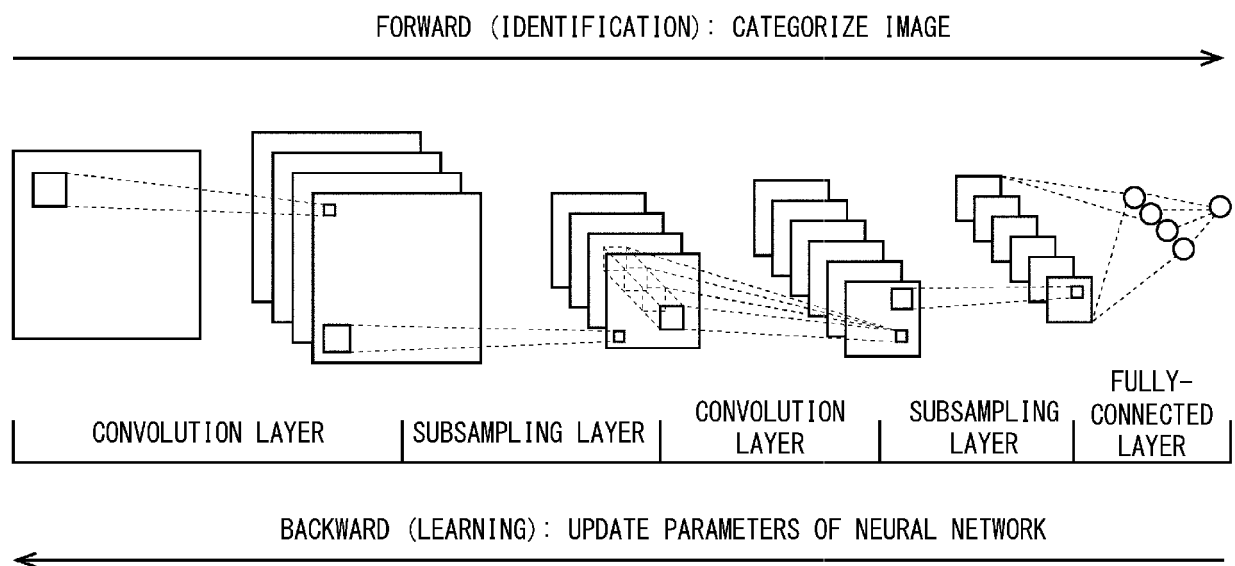 FORWARD (IDENTIFICATION): CATEGORIZE IMAGE
CONVOLUTION LAYER
SUBSAMPLING LAYER
CONVOLUTION
LAYER
SUBSAMPLING
LAYER
FULLY-
CONNECTED
LAYER
BACKWARD (LEARNING): UPDATE PARAMETERS OF NEURAL NETWORK